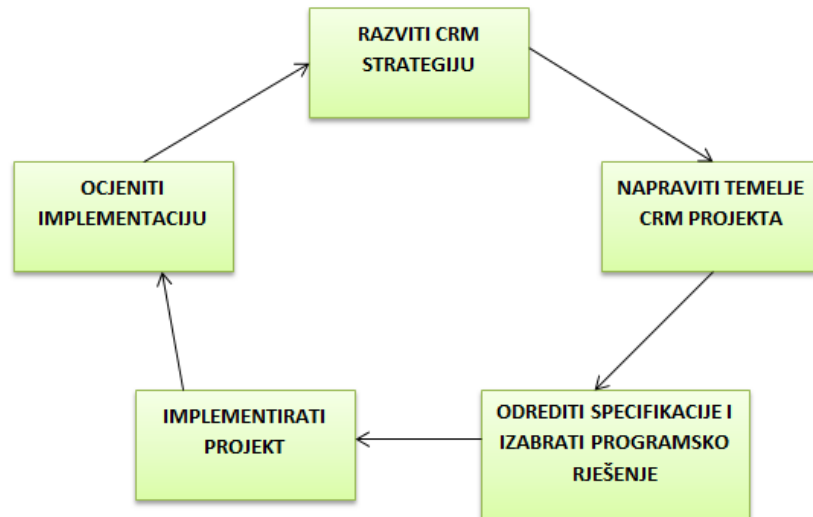 RAZVITI CRM
STRATEGIJU
NAPRAVITI TEMELJE
CRM PROJEKTA
ODREDITI SPECIFIKACIJE I
IZABRATI PROGRAMSKO
RJEŠENJE
IMPLEMENTIRATI
PROJEKT
OCJENITI
IMPLEMENTACIJU